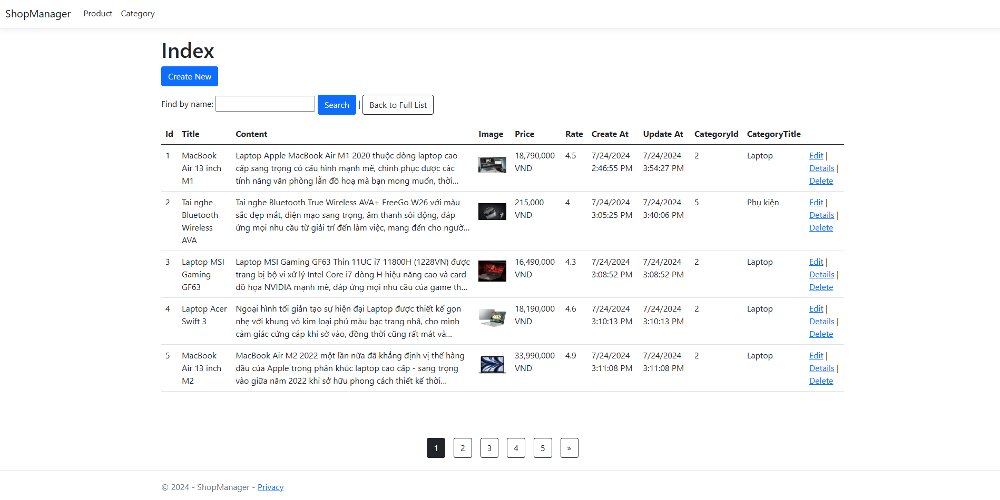 ShopManager Product Category
Index
Create New
Find by name: Search | Back to Full List
Id Title Content Image Price Rate Create At Update At CategoryId CategoryTitle
1 MacBook Laptop Apple MacBook Air M1 2020 thuộc dòng laptop cao 18,790,000 4.5 7/24/2024 7/24/2024 2 Laptop Edit |
Air 13 inch cấp sang trọng có cấu hình mạnh mẽ, chinh phục được các VND 2:46:55 PM 3:54:27 PM Details |
M1 tính năng văn phòng lẫn đồ hoạ mà bạn mong muốn, thời... Delete
2 Tai nghe Tai nghe Bluetooth True Wireless AVA+ FreeGo W26 với màu 215,000 4 7/24/2024 7/24/2024 5 Phụ kiện Edit |
Bluetooth sắc đẹp mắt, diện mạo sang trọng, âm thanh sôi động, đáp VND 3:05:25 PM 3:40:06 PM Details |
Wireless ứng mọi nhu cầu từ giải trí đến làm việc, mang đến cho ngườ... Delete
AVA
3 Laptop MSI Laptop MSI Gaming GF63 Thin 11UC i7 11800H (1228VN) được 16,490,000 4.3 7/24/2024 7/24/2024 2 Laptop Edit |
Gaming trang bị bộ vi xử lý Intel Core i7 dòng H hiệu năng cao và card VND 3:08:52 PM 3:08:52 PM Details |
GF63 đồ họa NVIDIA mạnh mẽ, đáp ứng mọi nhu cầu của game th... Delete
4 Laptop Acer Ngoại hình tối giản tạo sự hiện đại Laptop được thiết kế gọn 18,190,000 4.6 7/24/2024 7/24/2024 2 Laptop Edit |
Swift 3 nhẹ với khung vỏ kim loại phủ màu bạc trang nhã, cho mình VND 3:10:13 PM 3:10:13 PM Details |
cảm giác cứng cáp khi sờ vào, đồng thời cũng rất mát và... Delete
5 MacBook MacBook Air M2 2022 một lần nữa đã khẳng định vị thế hàng 33,990,000 4.9 7/24/2024 7/24/2024 2 Laptop Edit |
Air 13 inch đầu của Apple trong phân khúc laptop cao cấp - sang trọng VND 3:11:08 PM 3:11:08 PM Details |
M2 vào giữa năm 2022 khi sở hữu phong cách thiết kế thời... Delete
1 2 3 4 5 »
© 2024 - ShopManager - Privacy